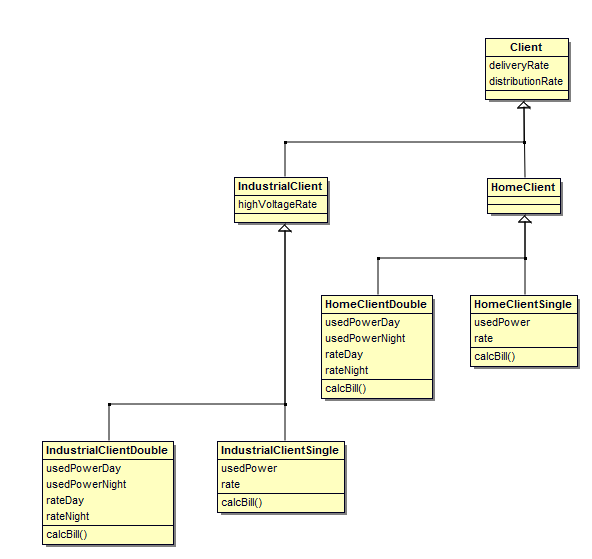 Client
deliveryRate
distributionRate
IndustrialClient
highVoltageRate
HomeClient
HomeClientDouble
usedPowerDay
usedPowerNight
rateDay
rateNight
calcBill()
HomeClientSingle
usedPower
rate
calcBill()
IndustrialClientDouble
usedPowerDay
usedPowerNight
rateDay
rateNight
calcBill()
IndustrialClientSingle
usedPower
rate
calcBill()